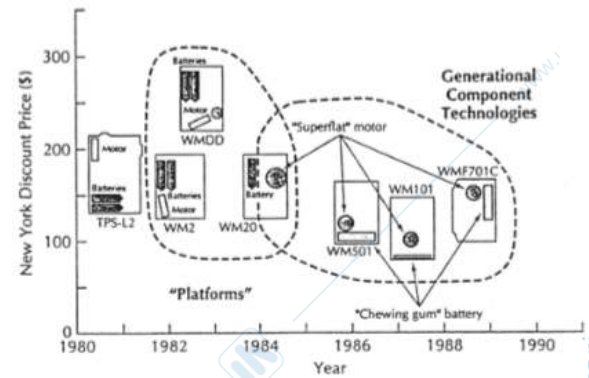 New York Discount Price ($)
300
200
100
0
1980
1982
1984
1986
1988
1990
Year
Generational
Component
Technologies
"Platforms"
Batteries
Motor
WMDD
Motor
Batteries
TPS-L2
Batteries
Motor
WM2
Battery
WM20
"Superflat" motor
WM501
WM101
WMF701C
"Chewing gum" battery